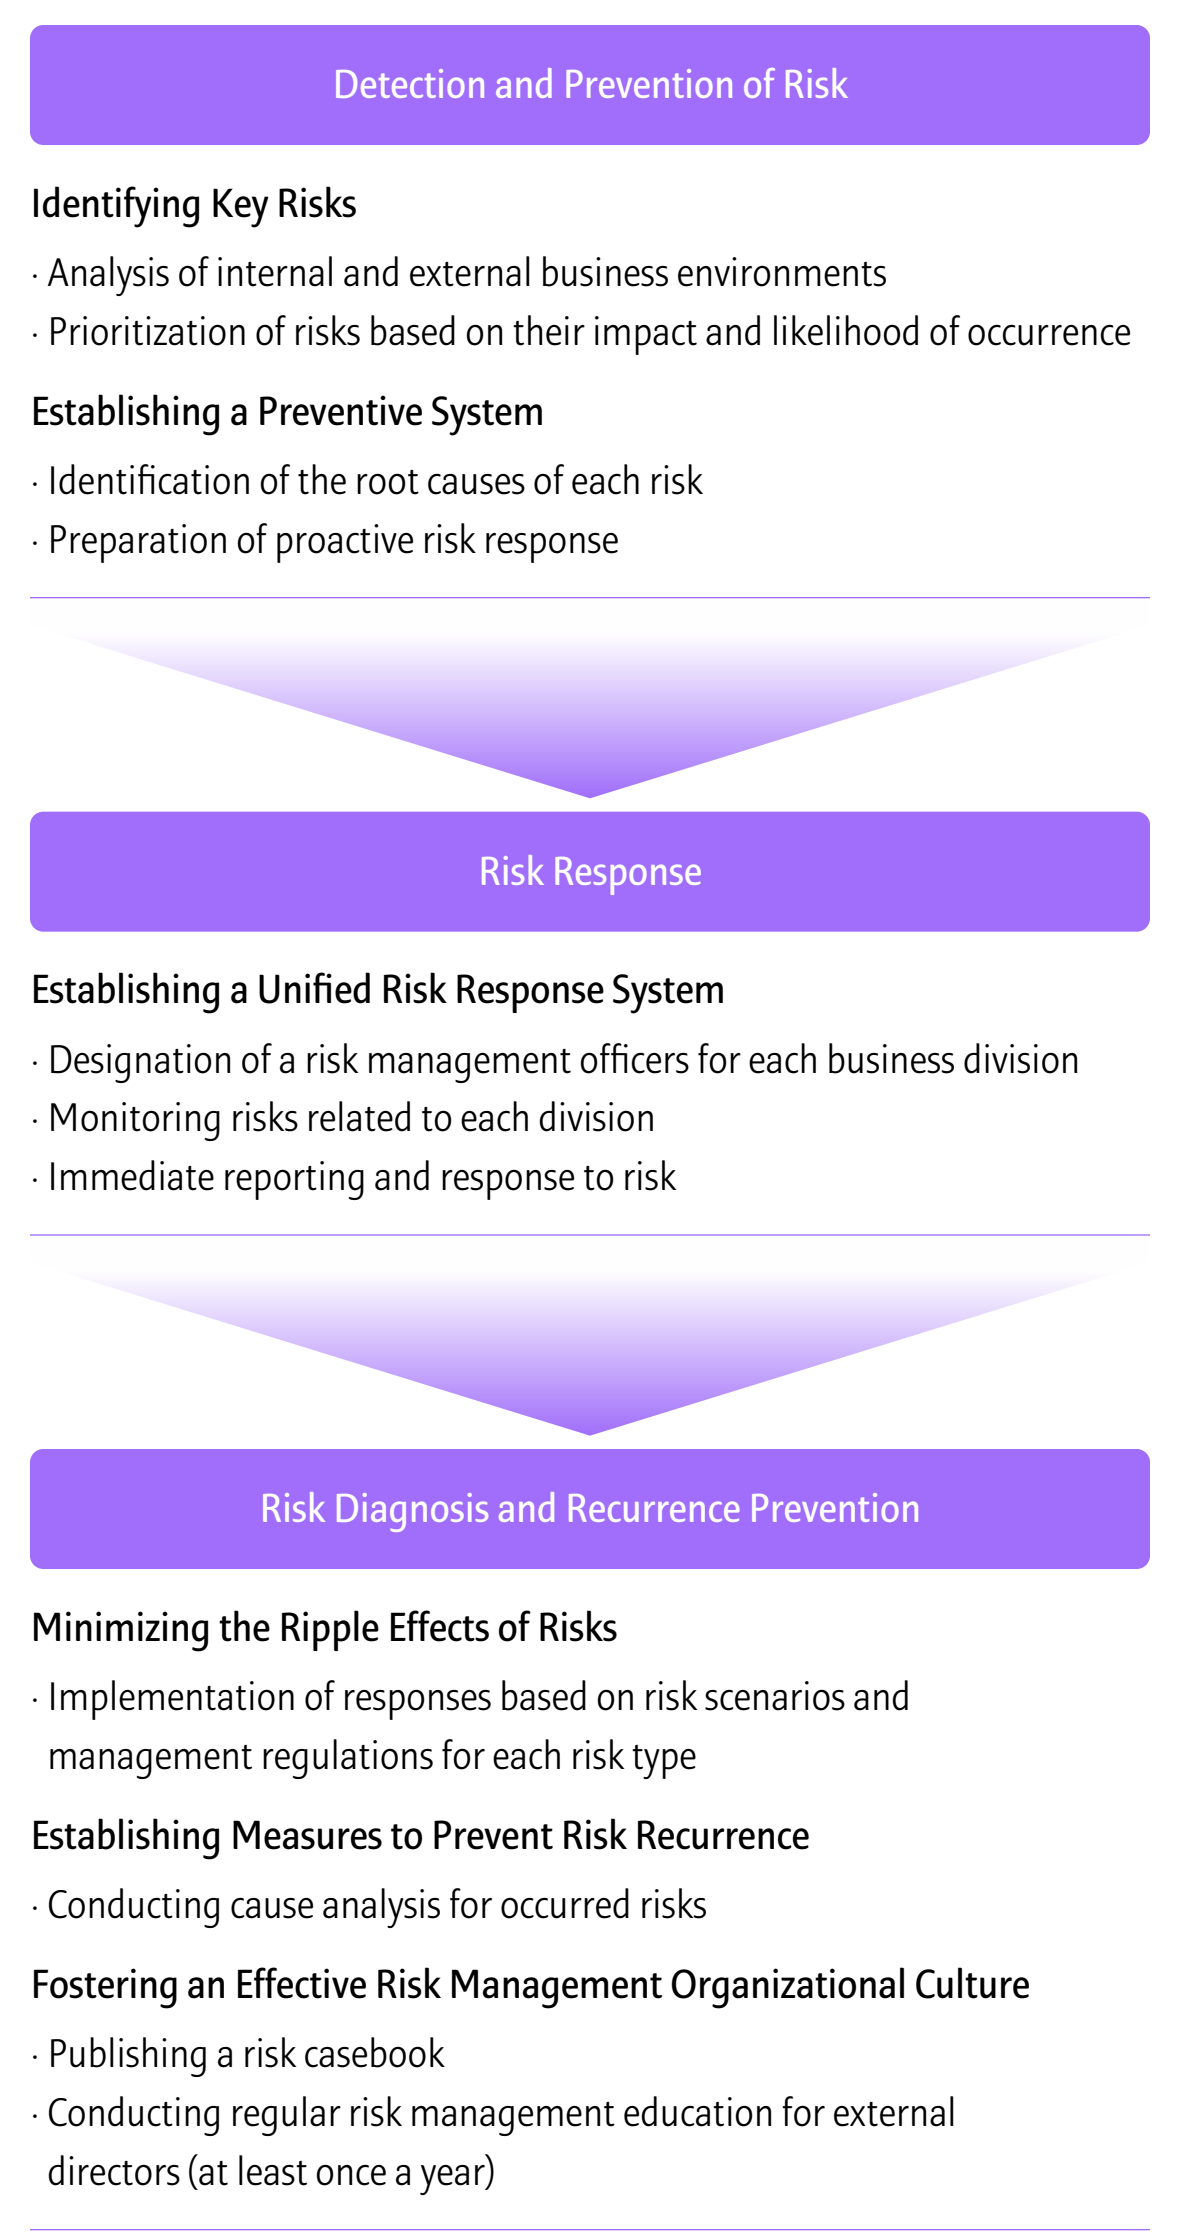 Detection and Prevention of Risk
Identifying Key Risks
· Analysis of internal and external business environments
· Prioritization of risks based on their impact and likelihood of occurrence
Establishing a Preventive System
· Identification of the root causes of each risk
· Preparation of proactive risk response
Risk Response
Establishing a Unified Risk Response System
· Designation of a risk management officers for each business division
· Monitoring risks related to each division
· Immediate reporting and response to risk
Risk Diagnosis and Recurrence Prevention
Minimizing the Ripple Effects of Risks
· Implementation of responses based on risk scenarios and
management regulations for each risk type
Establishing Measures to Prevent Risk Recurrence
· Conducting cause analysis for occurred risks
Fostering an Effective Risk Management Organizational Culture
· Publishing a risk casebook
· Conducting regular risk management education for external
directors (at least once a year)